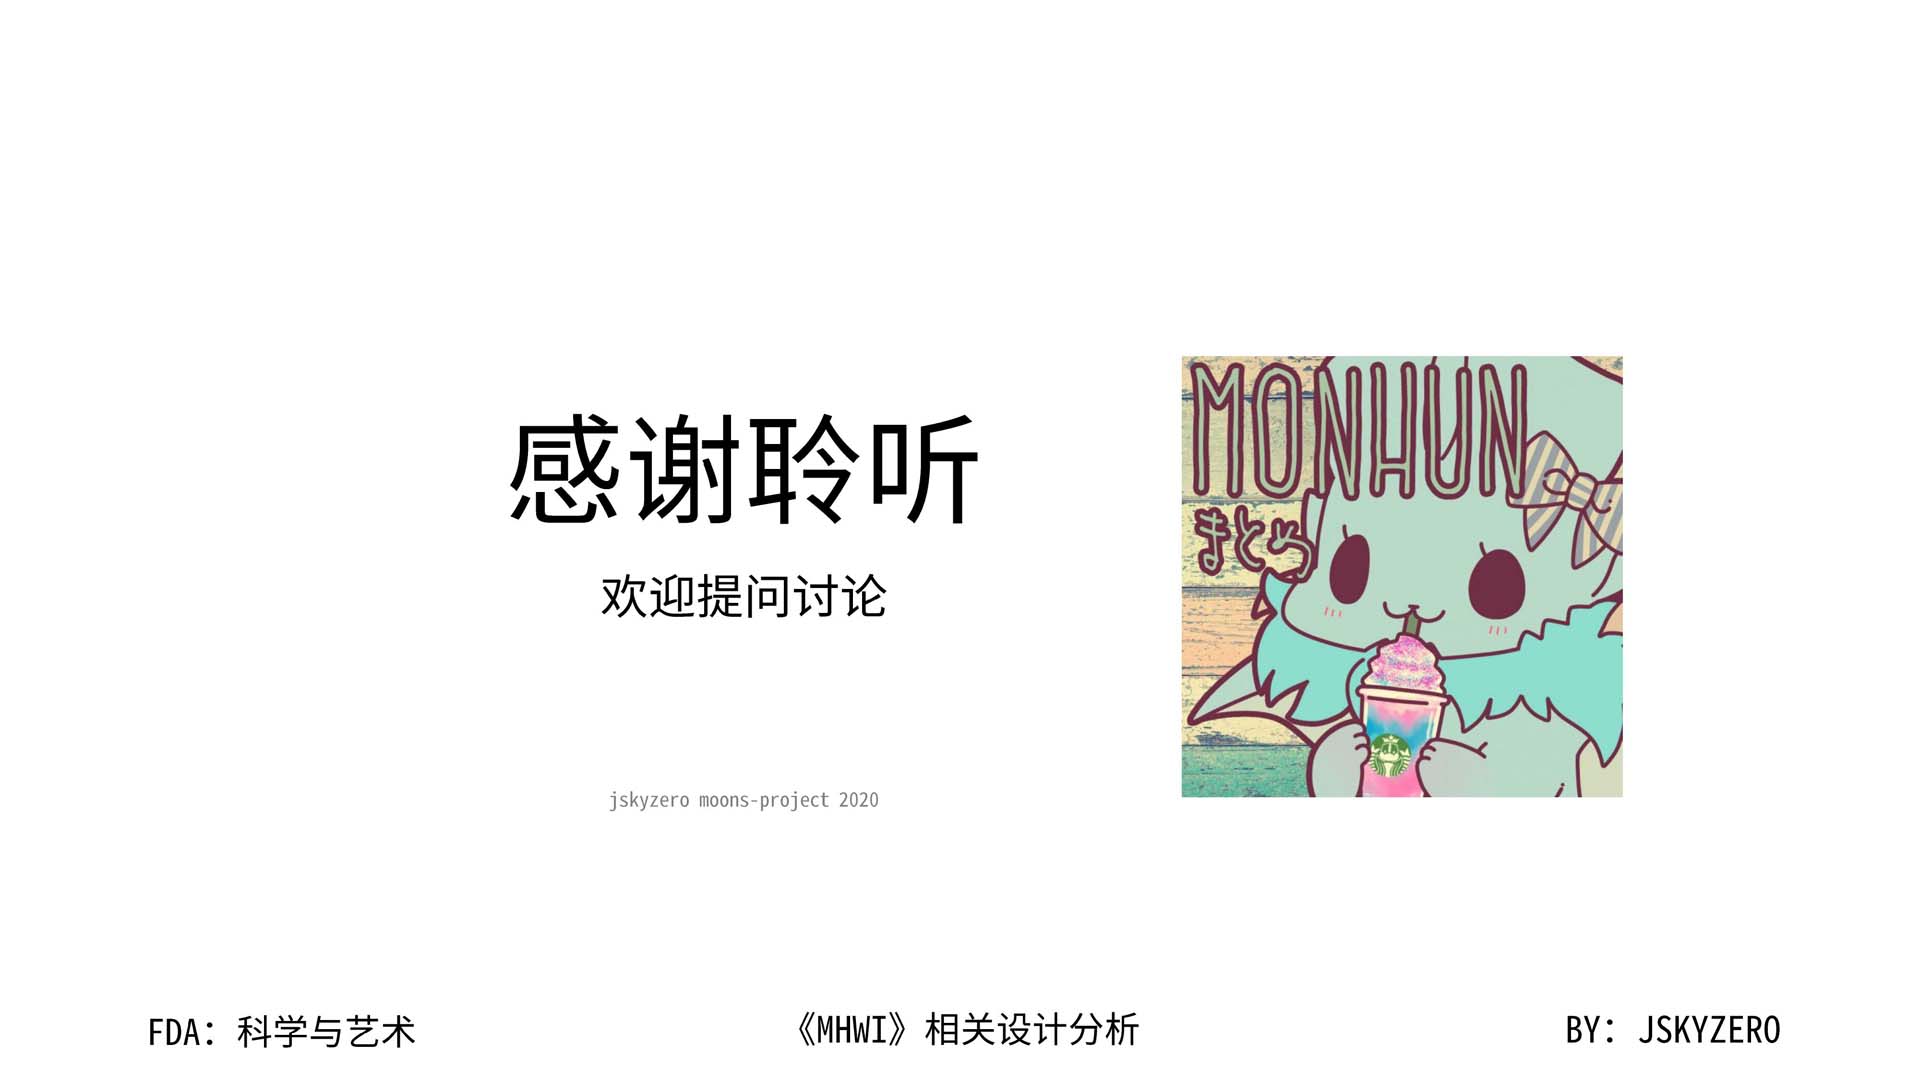 感谢聆听
欢迎提问讨论
jskyzero moons-project 2020
MONHUN
まとめ
FDA: 科学与艺术
《MHWI》相关设计分析
BY: JSKYZERO